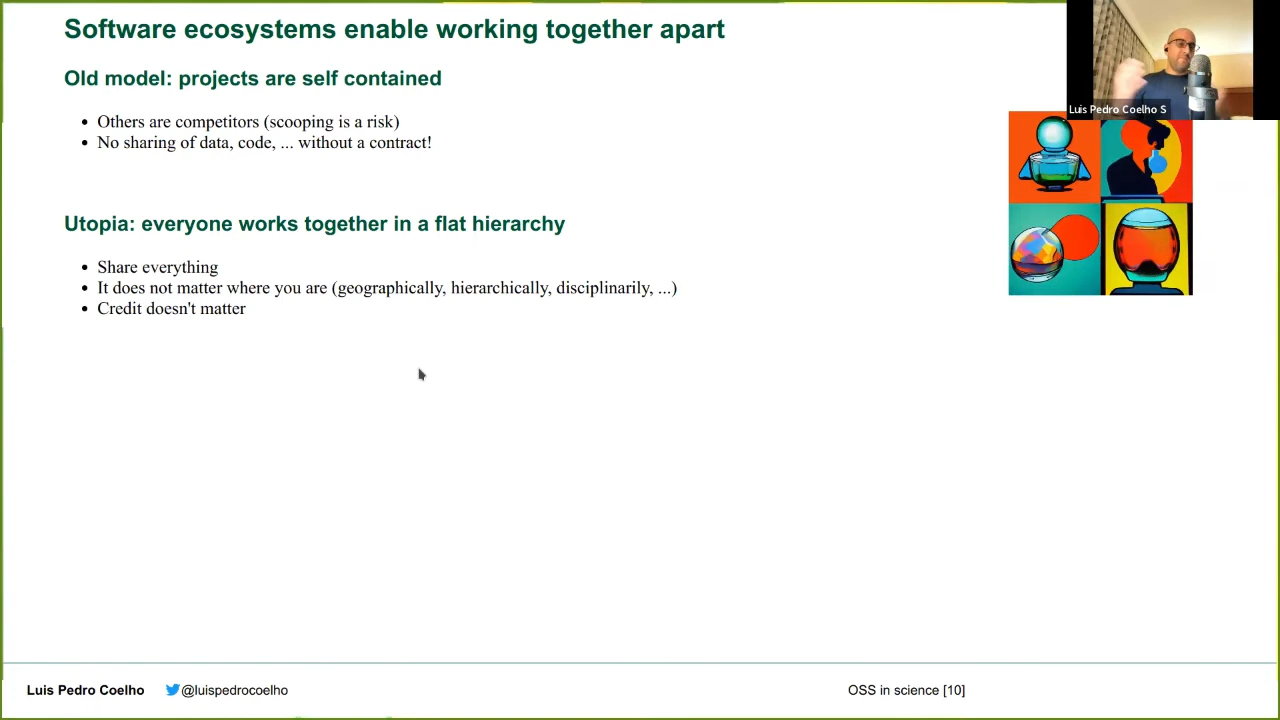 Software ecosystems enable working together apart
Old model: projects are self contained
• Others are competitors (scooping is a risk)
• No sharing of data, code, ... without a contract!
Utopia: everyone works together in a flat hierarchy
• Share everything
• It does not matter where you are (geographically, hierarchically, disciplinarily, ...)
• Credit doesn't matter
Luis Pedro Coelho S
Luis Pedro Coelho @luispedrocoelho OSS in science [10]